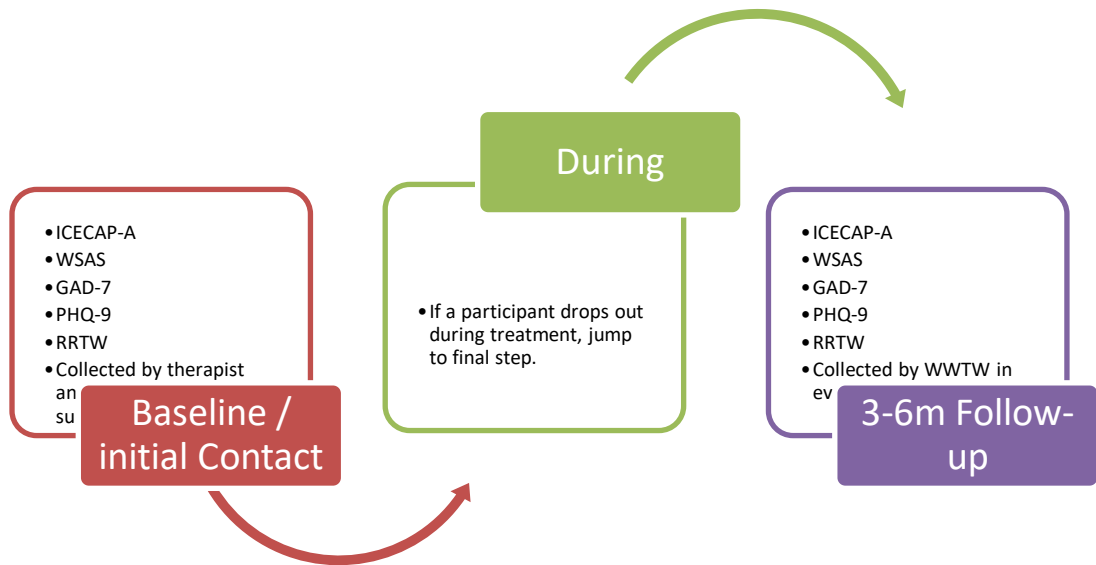 • ICECAP-A
• WSAS
• GAD-7
• PHQ-9
• RRTW
• Collected by therapist
Baseline /
initial Contact
During
• If a participant drops out
during treatment, jump
to final step.
• ICECAP-A
• WSAS
• GAD-7
• PHQ-9
• RRTW
• Collected by WWTW in
3-6m Follow-
up